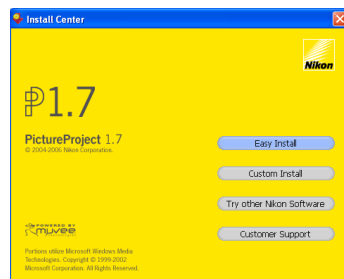 Install Center
Nikon
P1.7
PictureProject 1.7
© 2004-2006 Nikon Corporation.
Easy Install
Custom Install
Try other Nikon Software
Customer Support
POWERED BY
muvee
Portions utilize Microsoft Windows Media
Technologies. Copyright © 1999-2002
Microsoft Corporation. All Rights Reserved.